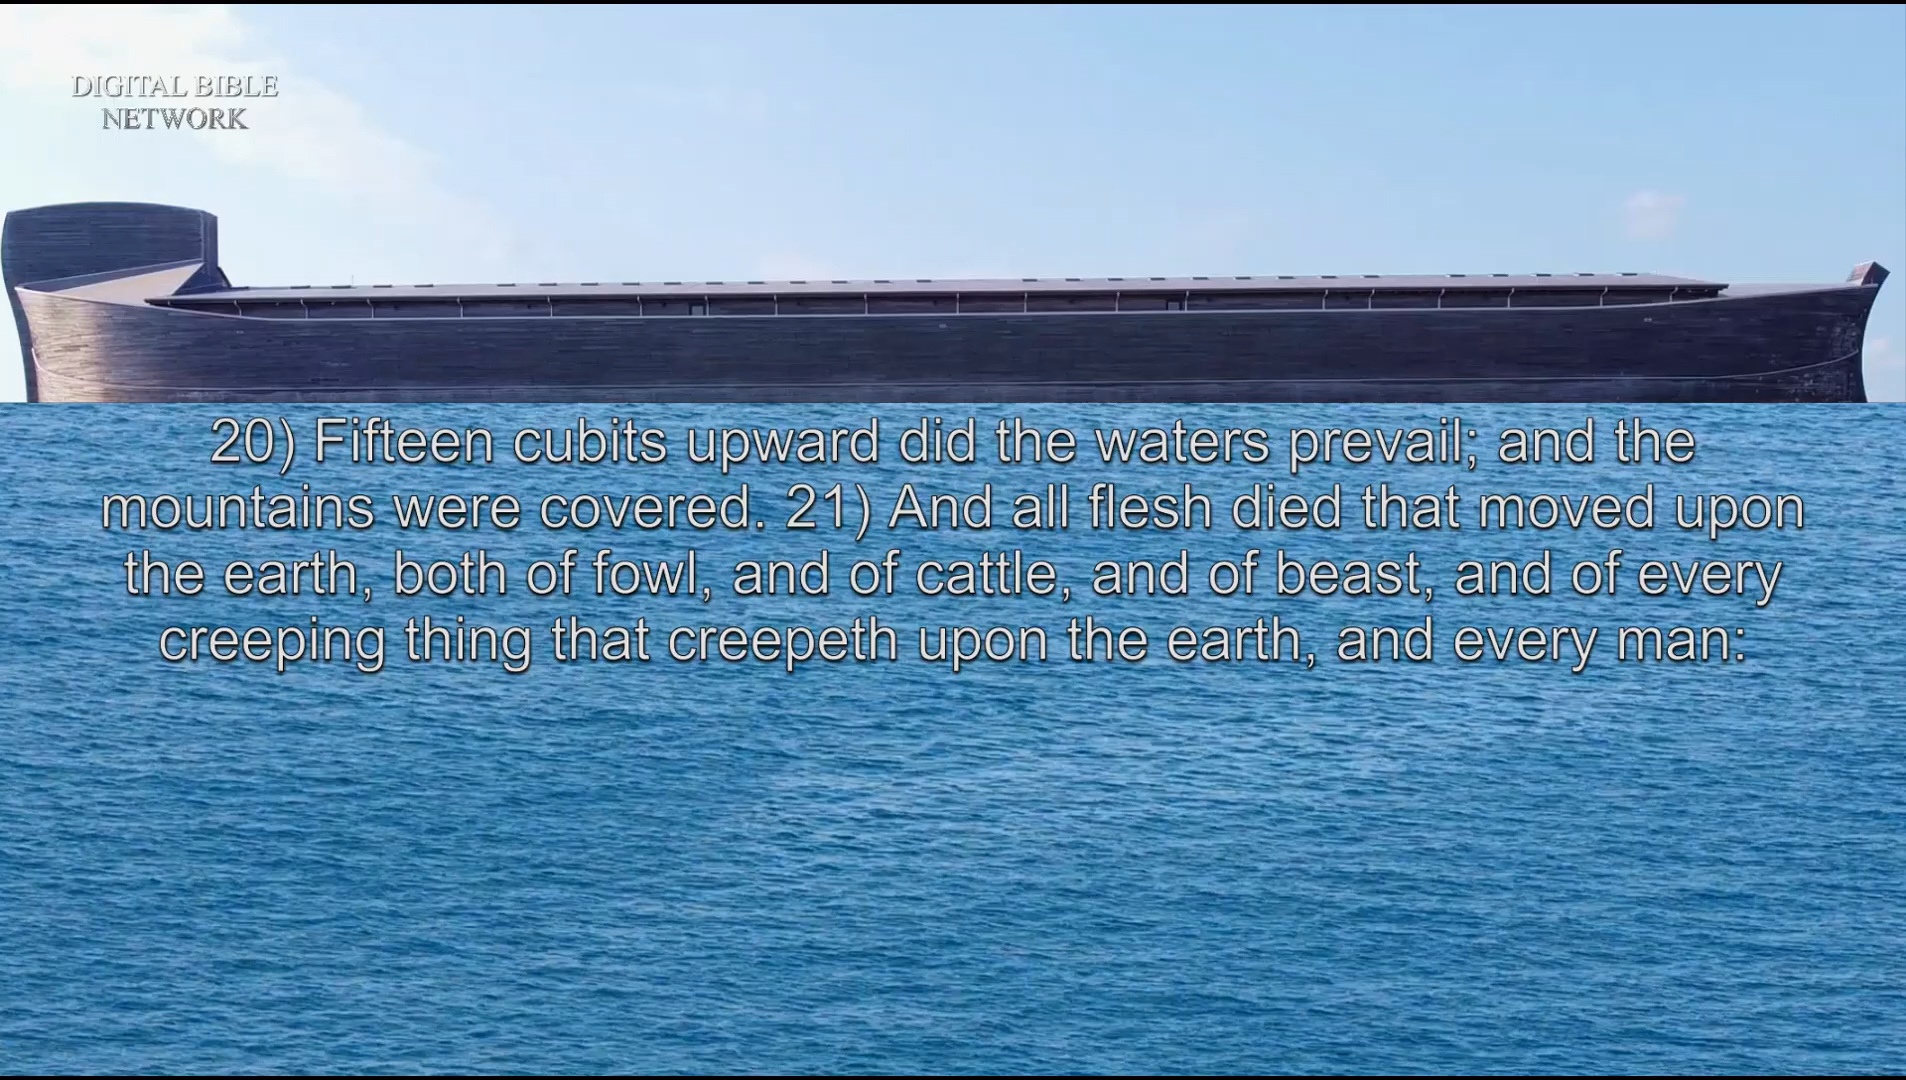 DIGITAL BIBLE
NETWORK
20) Fifteen cubits upward did the waters prevail; and the
mountains were covered. 21) And all flesh died that moved upon
the earth, both of fowl, and of cattle, and of beast, and of every
creeping thing that creepeth upon the earth, and every man: